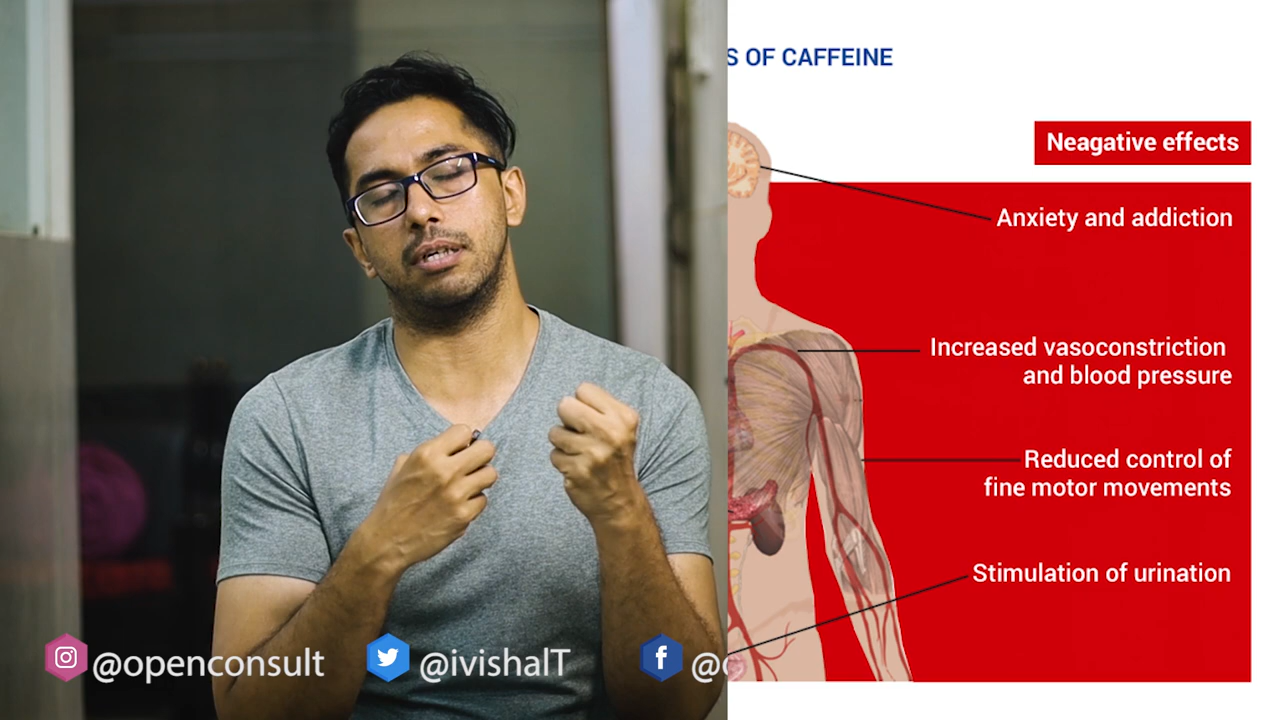 S OF CAFFEINE
Neagative effects
Anxiety and addiction
Increased vasoconstriction
and blood pressure
Reduced control of
fine motor movements
Stimulation of urination
@openconsult
@ivishalT
@